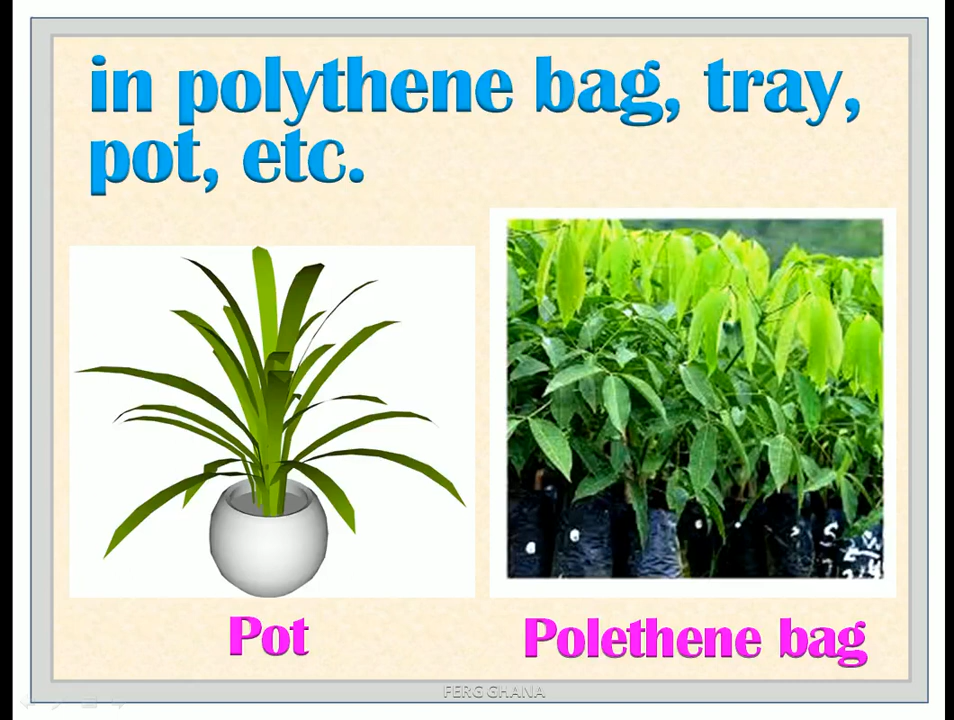 in polythene bag, tray,
pot, etc.
Pot
Polethene bag
FERG GHANA